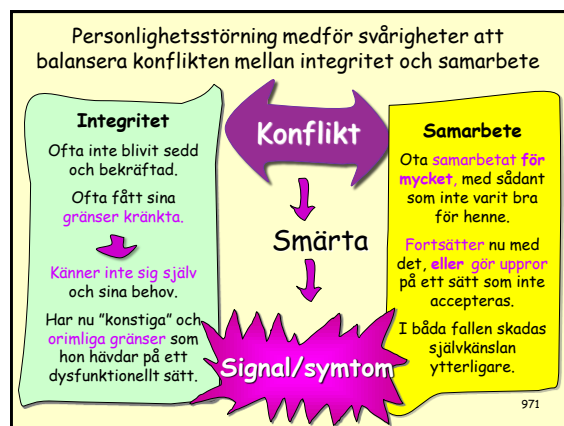 Personlighetsstörning medför svårigheter att
balansera konflikten mellan integritet och samarbete
Integritet
Ofta inte blivit sedd
och bekräftad.
Ofta fått sina
gränser kränkta.
Känner inte sig själv
och sina behov.
Har nu ”konstiga” och
orimliga gränser som
hon hävdar på ett
dysfunktionellt sätt.
Konflikt
Smärta
Signal/symtom
Samarbete
Ota samarbetat för
mycket, med sådant
som inte varit bra
för henne.
Fortsätter nu med
det, eller gör uppror
på ett sätt som inte
accepteras.
I båda fallen skadas
självkänslan
ytterligare.
971